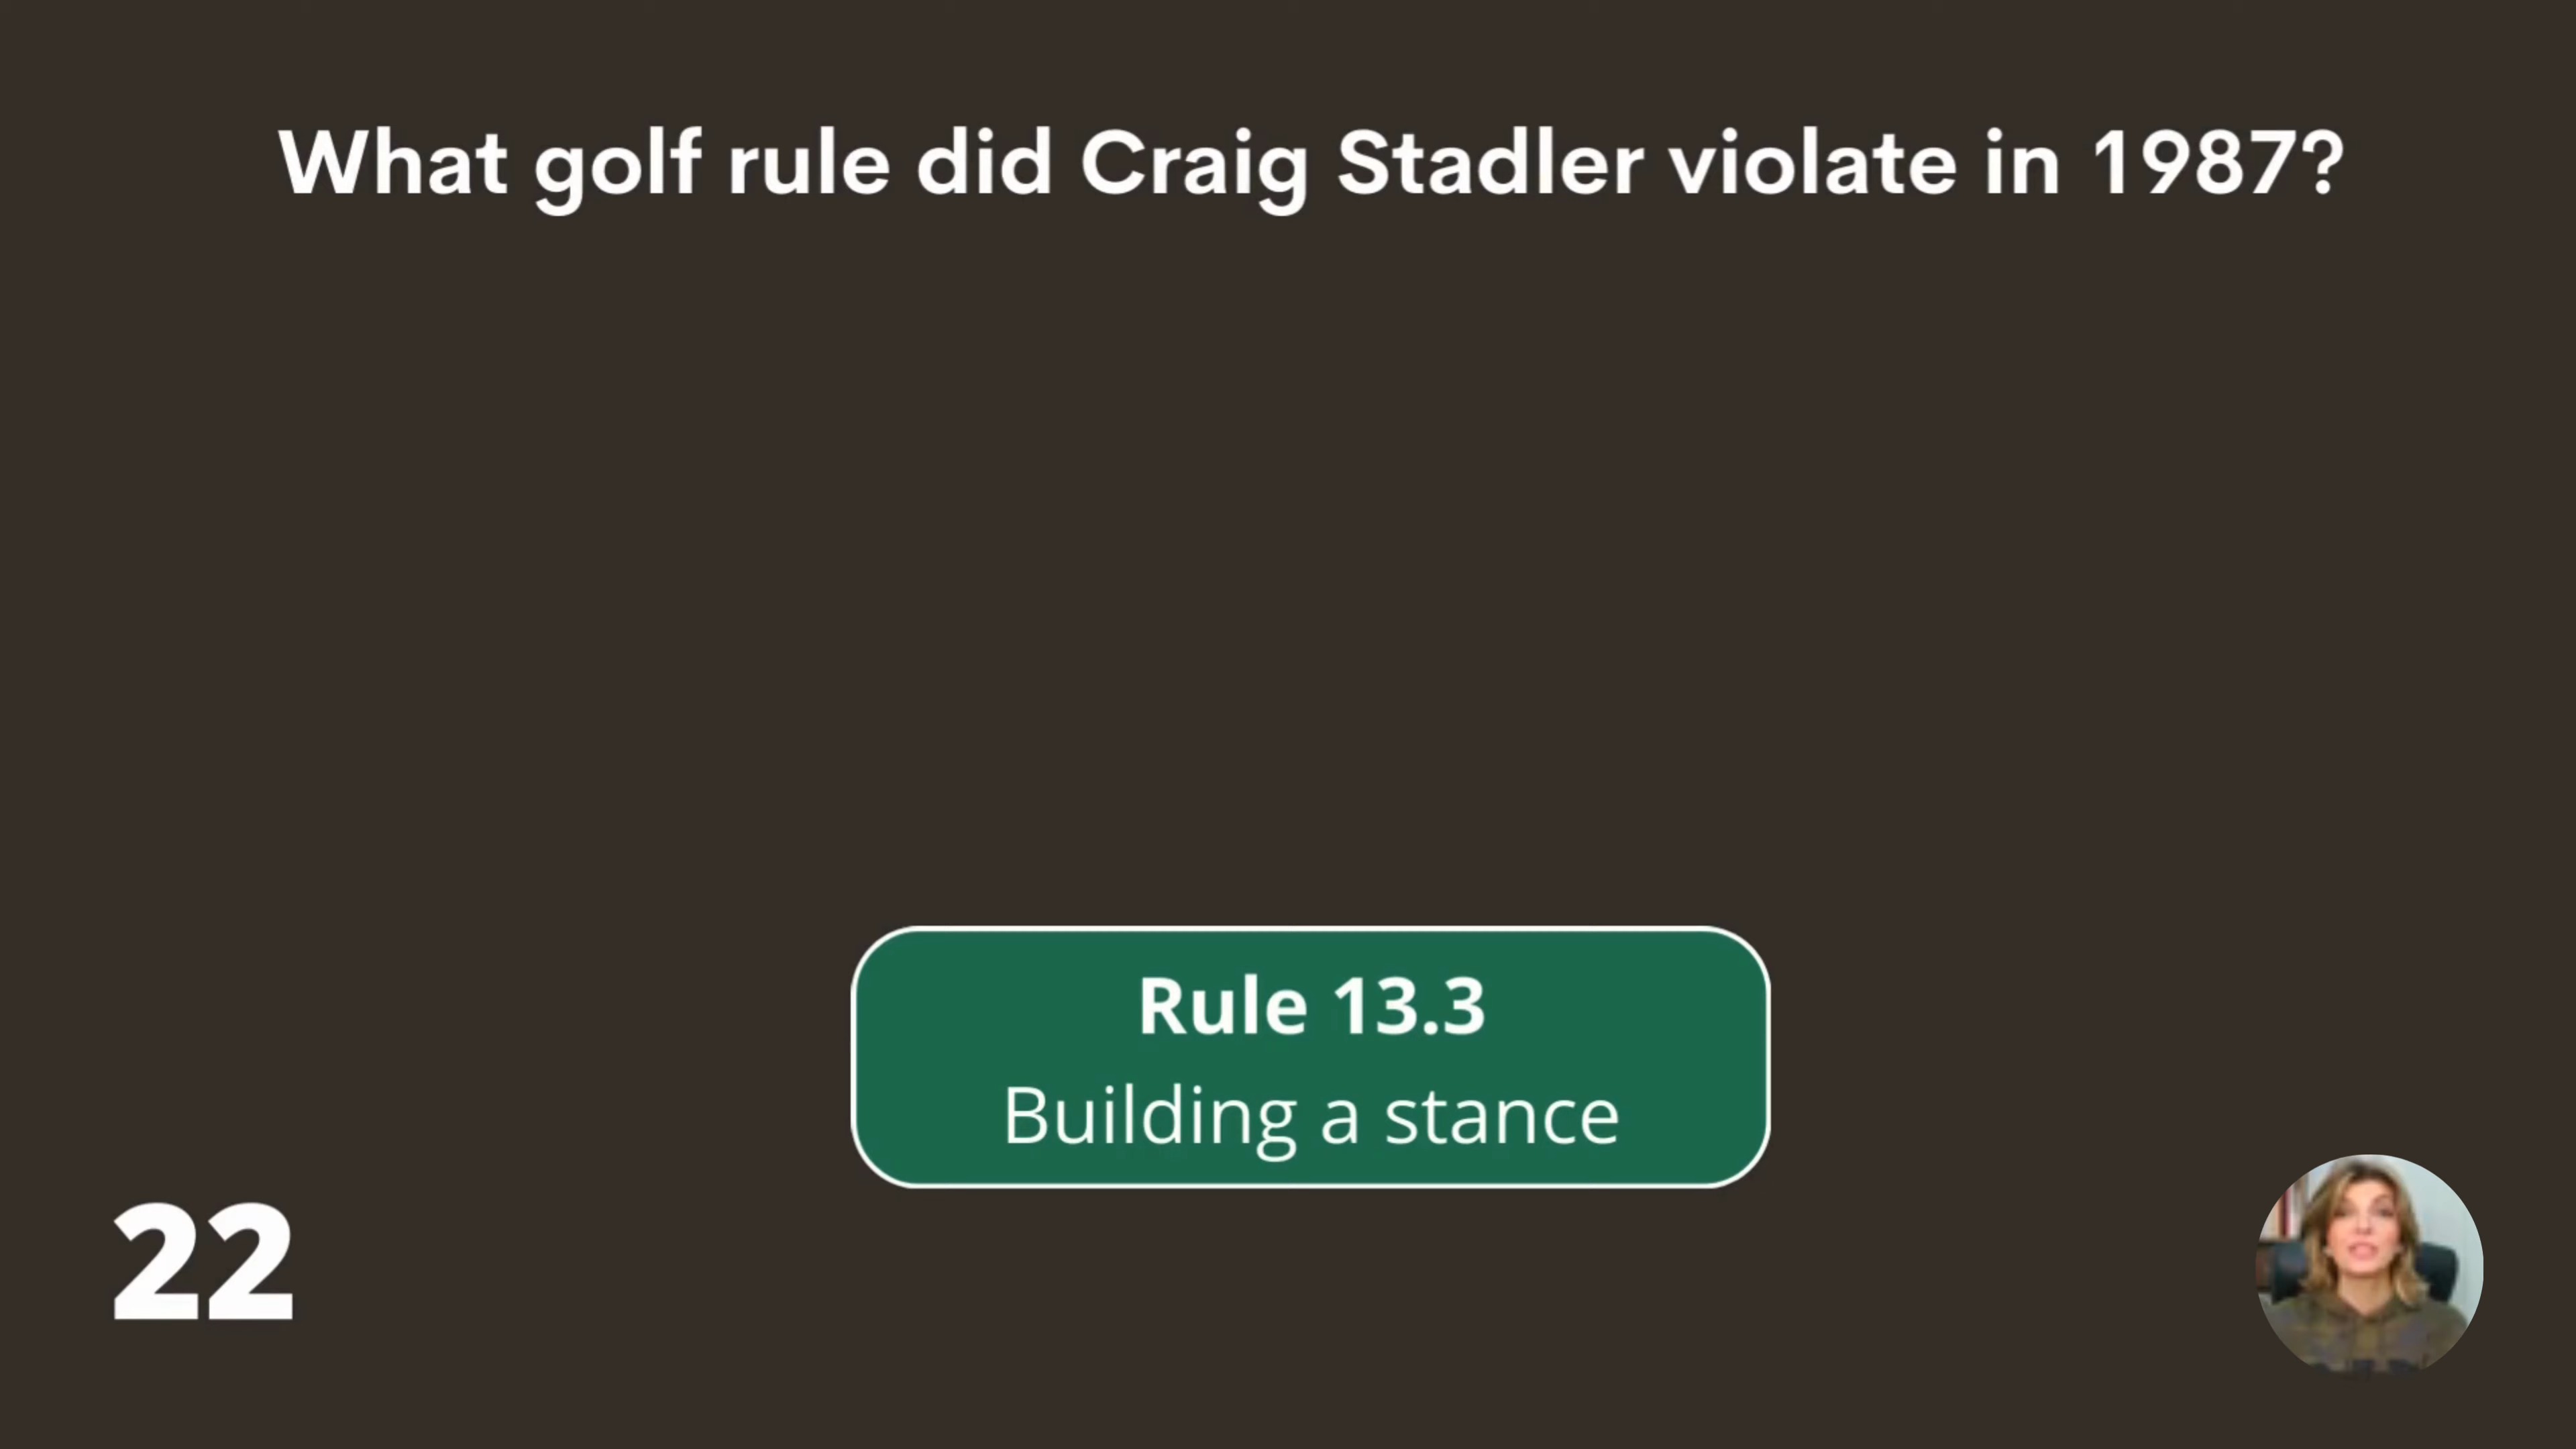 What golf rule did Craig Stadler violate in 1987?
Rule 13.3
Building a stance
22